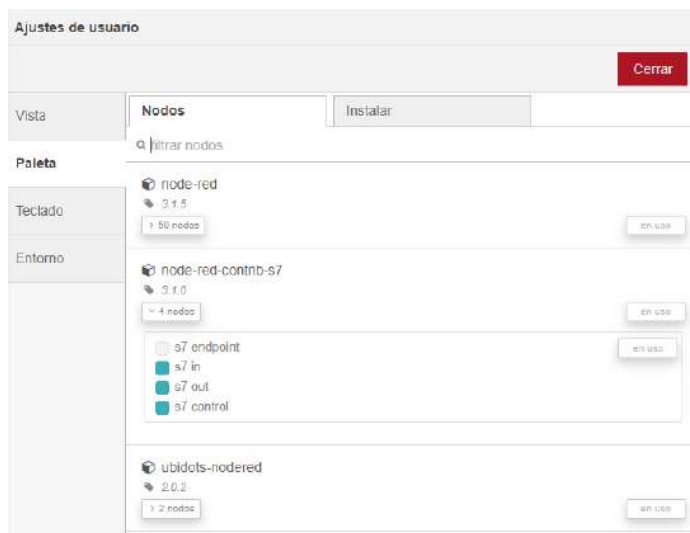 Ajustes de usuario
Cerrar
Vista
Paleta
Teclado
Entorno
Nodos
Instalar
filtrar nodos
node-red
3.1.5
> 50 nodos
en uso
node-red-contrib-s7
3.1.0
4 nodos
en uso
s7 endpoint
en uso
s7 in
s7 out
s7 control
ubidots-nodered
2.0.2
> 2 nodos
en uso